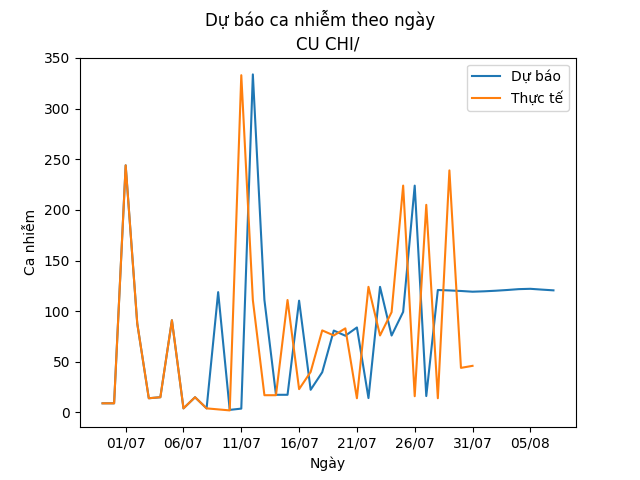 Dự báo ca nhiễm theo ngày
CU CHI/
350
300
250
200
150
100
50
0
Ca nhiễm
Dự báo
Thực tế
01/07 06/07 11/07 16/07 21/07 26/07 31/07 05/08
Ngày